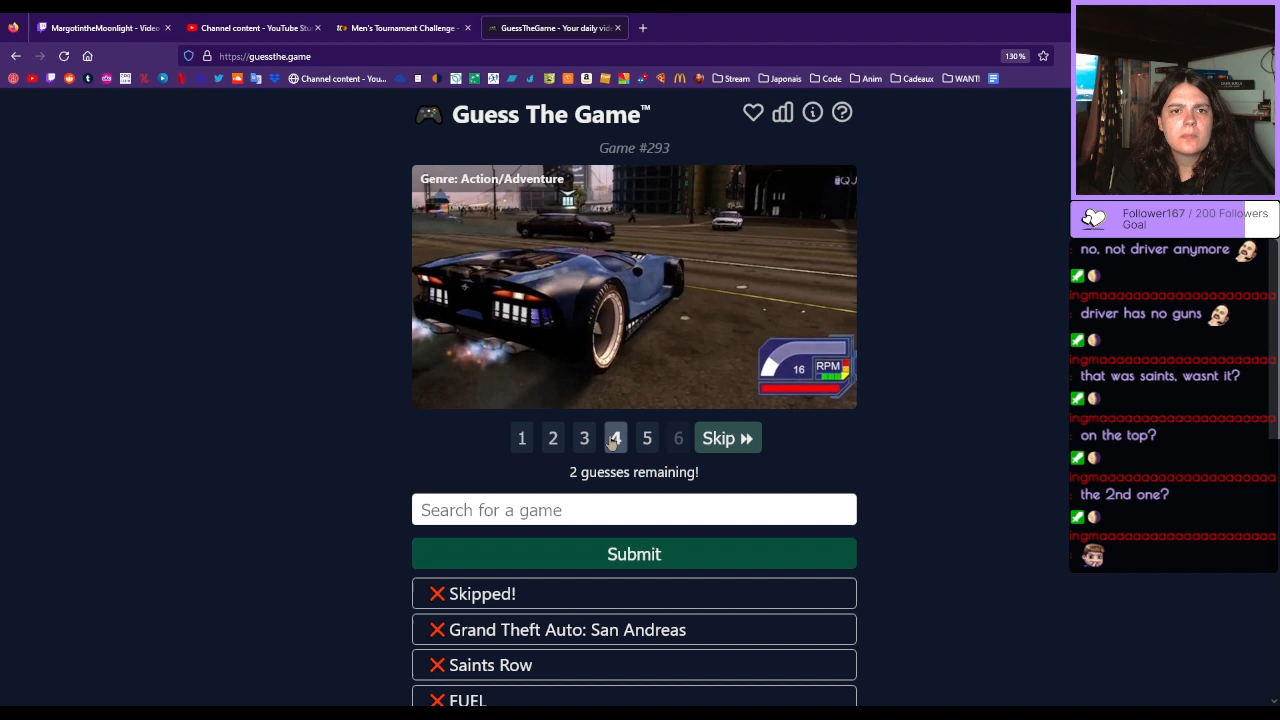 MargotintheMoonlight - Video
Channel content - YouTube Stu
Men's Tournament Challenge -
GuessTheGame - Your daily vid
https://guessthe.game
130%
Channel content - You...
Stream
Japonais
Code
Anim
Cadeaux
WANT!
Guess The Game™
Game #293
Genre: Action/Adventure
16
RPM
1
2
3
4
5
6
Skip
2 guesses remaining!
Search for a game
Submit
❌ Skipped!
❌ Grand Theft Auto: San Andreas
❌ Saints Row
❌ FUEL
Follower167 / 200 Followers
Goal
no, not driver anymore
driver has no guns
that was saints, wasnt it?
on the top?
the 2nd one?